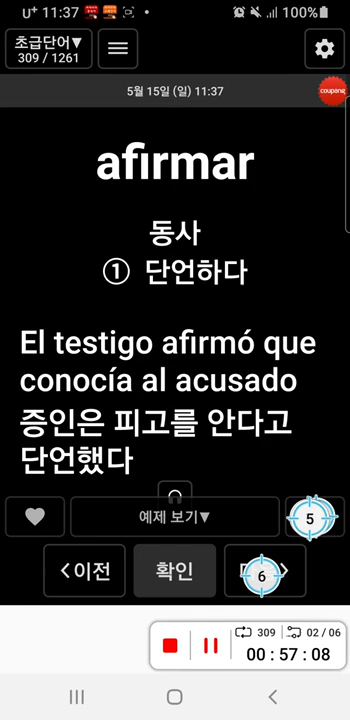 U+ 11:37 100%
초급단어▼
309 / 1261
5월 15일 (일) 11:37
coupang
afirmar
동사
① 단언하다
El testigo afirmó que
conocía al acusado
증인은 피고를 안다고
단언했다
예제 보기▼
5
<이전
확인
6
309 02 / 06
00 : 57 : 08